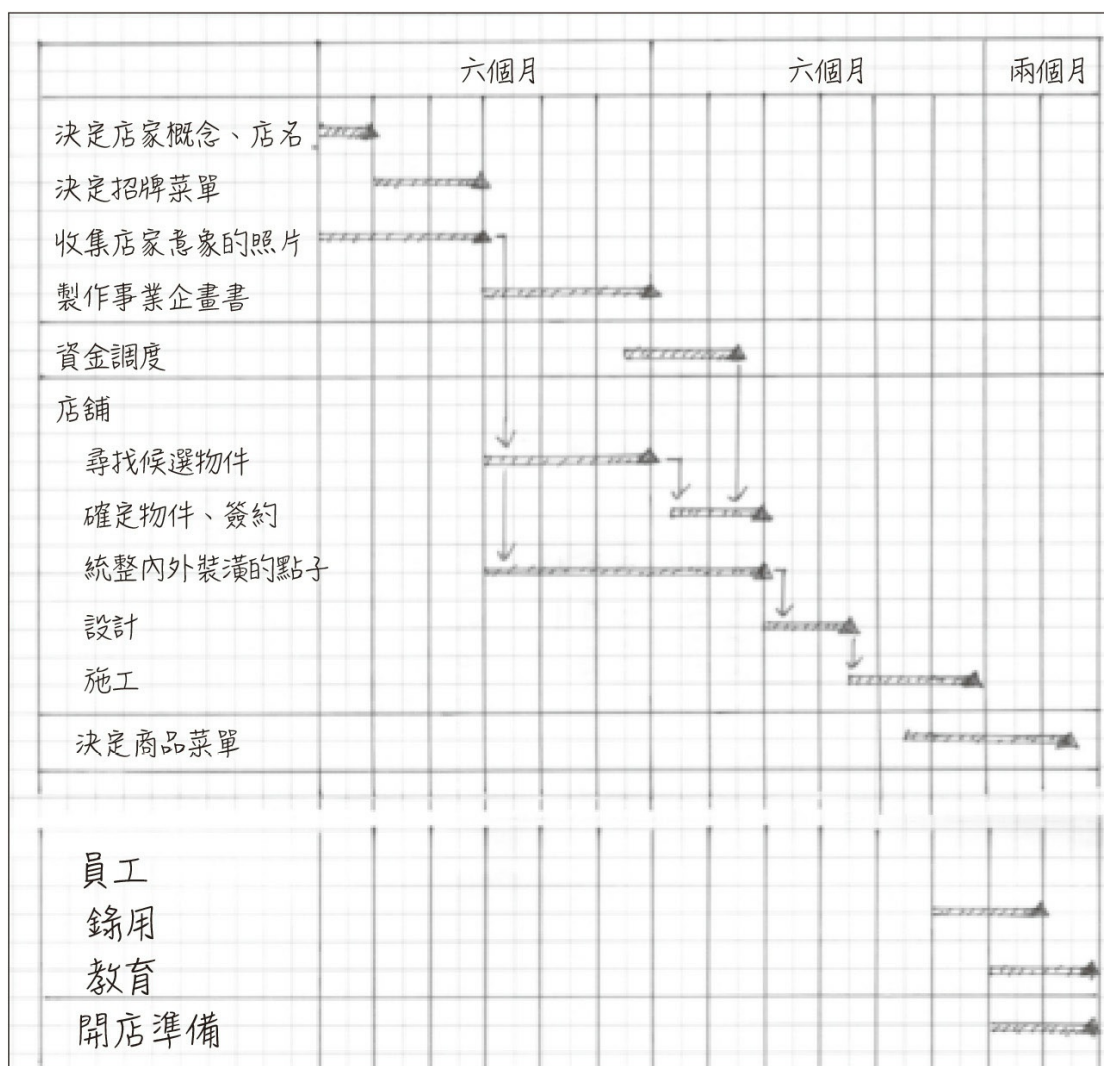 六個月 六個月 兩個月
決定店家概念、店名
決定招牌菜單
收集店家意象的照片
製作事業企畫書
資金調度
店舖
尋找候選物件
確定物件、簽約
統整內外裝潢的點子
設計
施工
決定商品菜單
員工
錄用
教育
開店準備